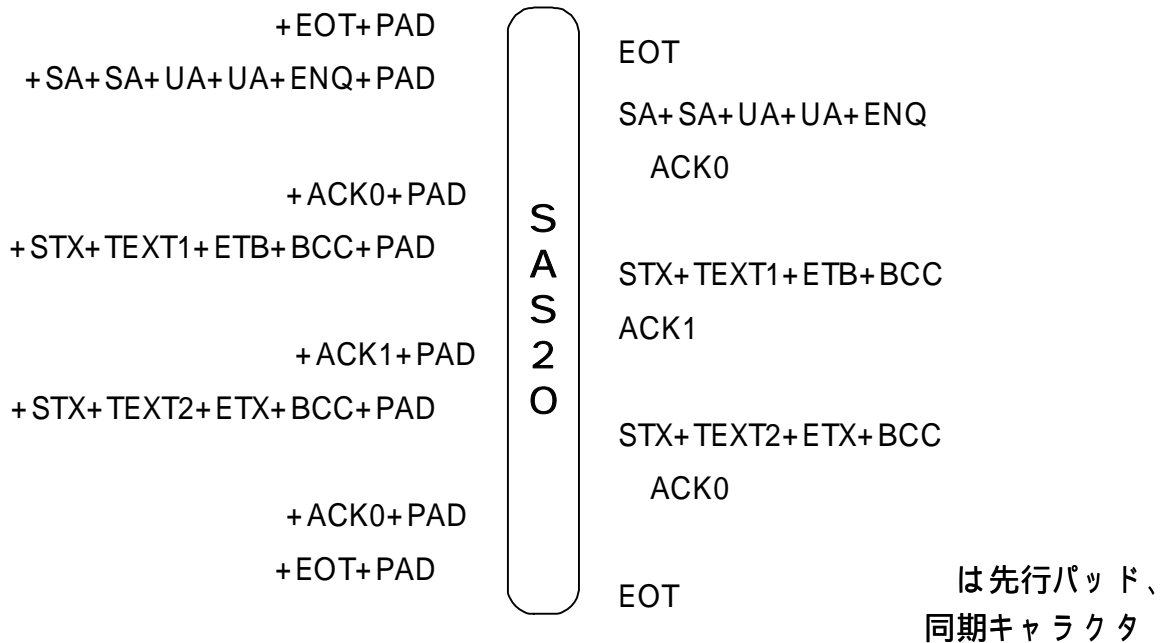 +EOT+PAD
EOT
+SA+SA+UA+UA+ENQ+PAD
SA+SA+UA+UA+ENQ
ACK0
+ACK0+PAD
+STX+TEXT1+ETB+BCC+PAD
STX+TEXT1+ETB+BCC
ACK1
+ACK1+PAD
+STX+TEXT2+ETX+BCC+PAD
STX+TEXT2+ETX+BCC
ACK0
+ACK0+PAD
+EOT+PAD
EOT
SAS20
は先行パッド、
同期キャラクタ